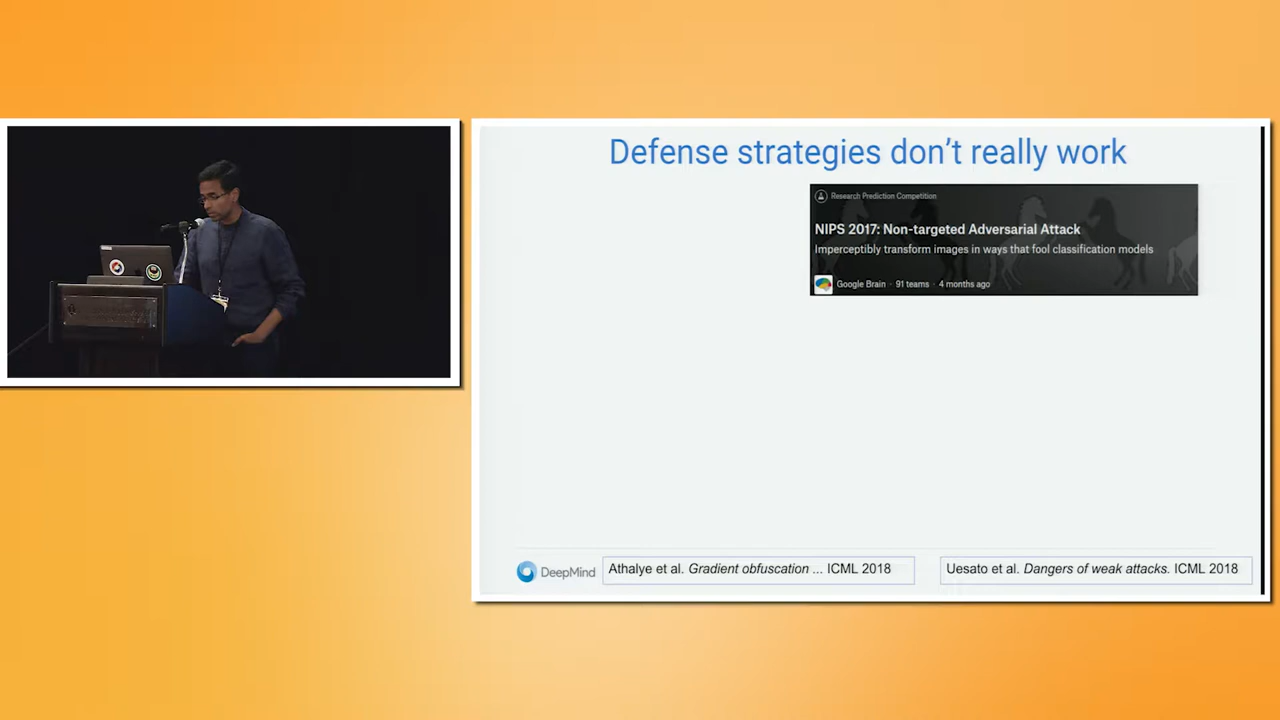 Defense strategies don't really work
Research Prediction Competition
NIPS 2017: Non-targeted Adversarial Attack
Imperceptibly transform images in ways that fool classification models
Google Brain · 91 teams · 4 months ago
DeepMind
Athalye et al. Gradient obfuscation ... ICML 2018
Uesato et al. Dangers of weak attacks. ICML 2018